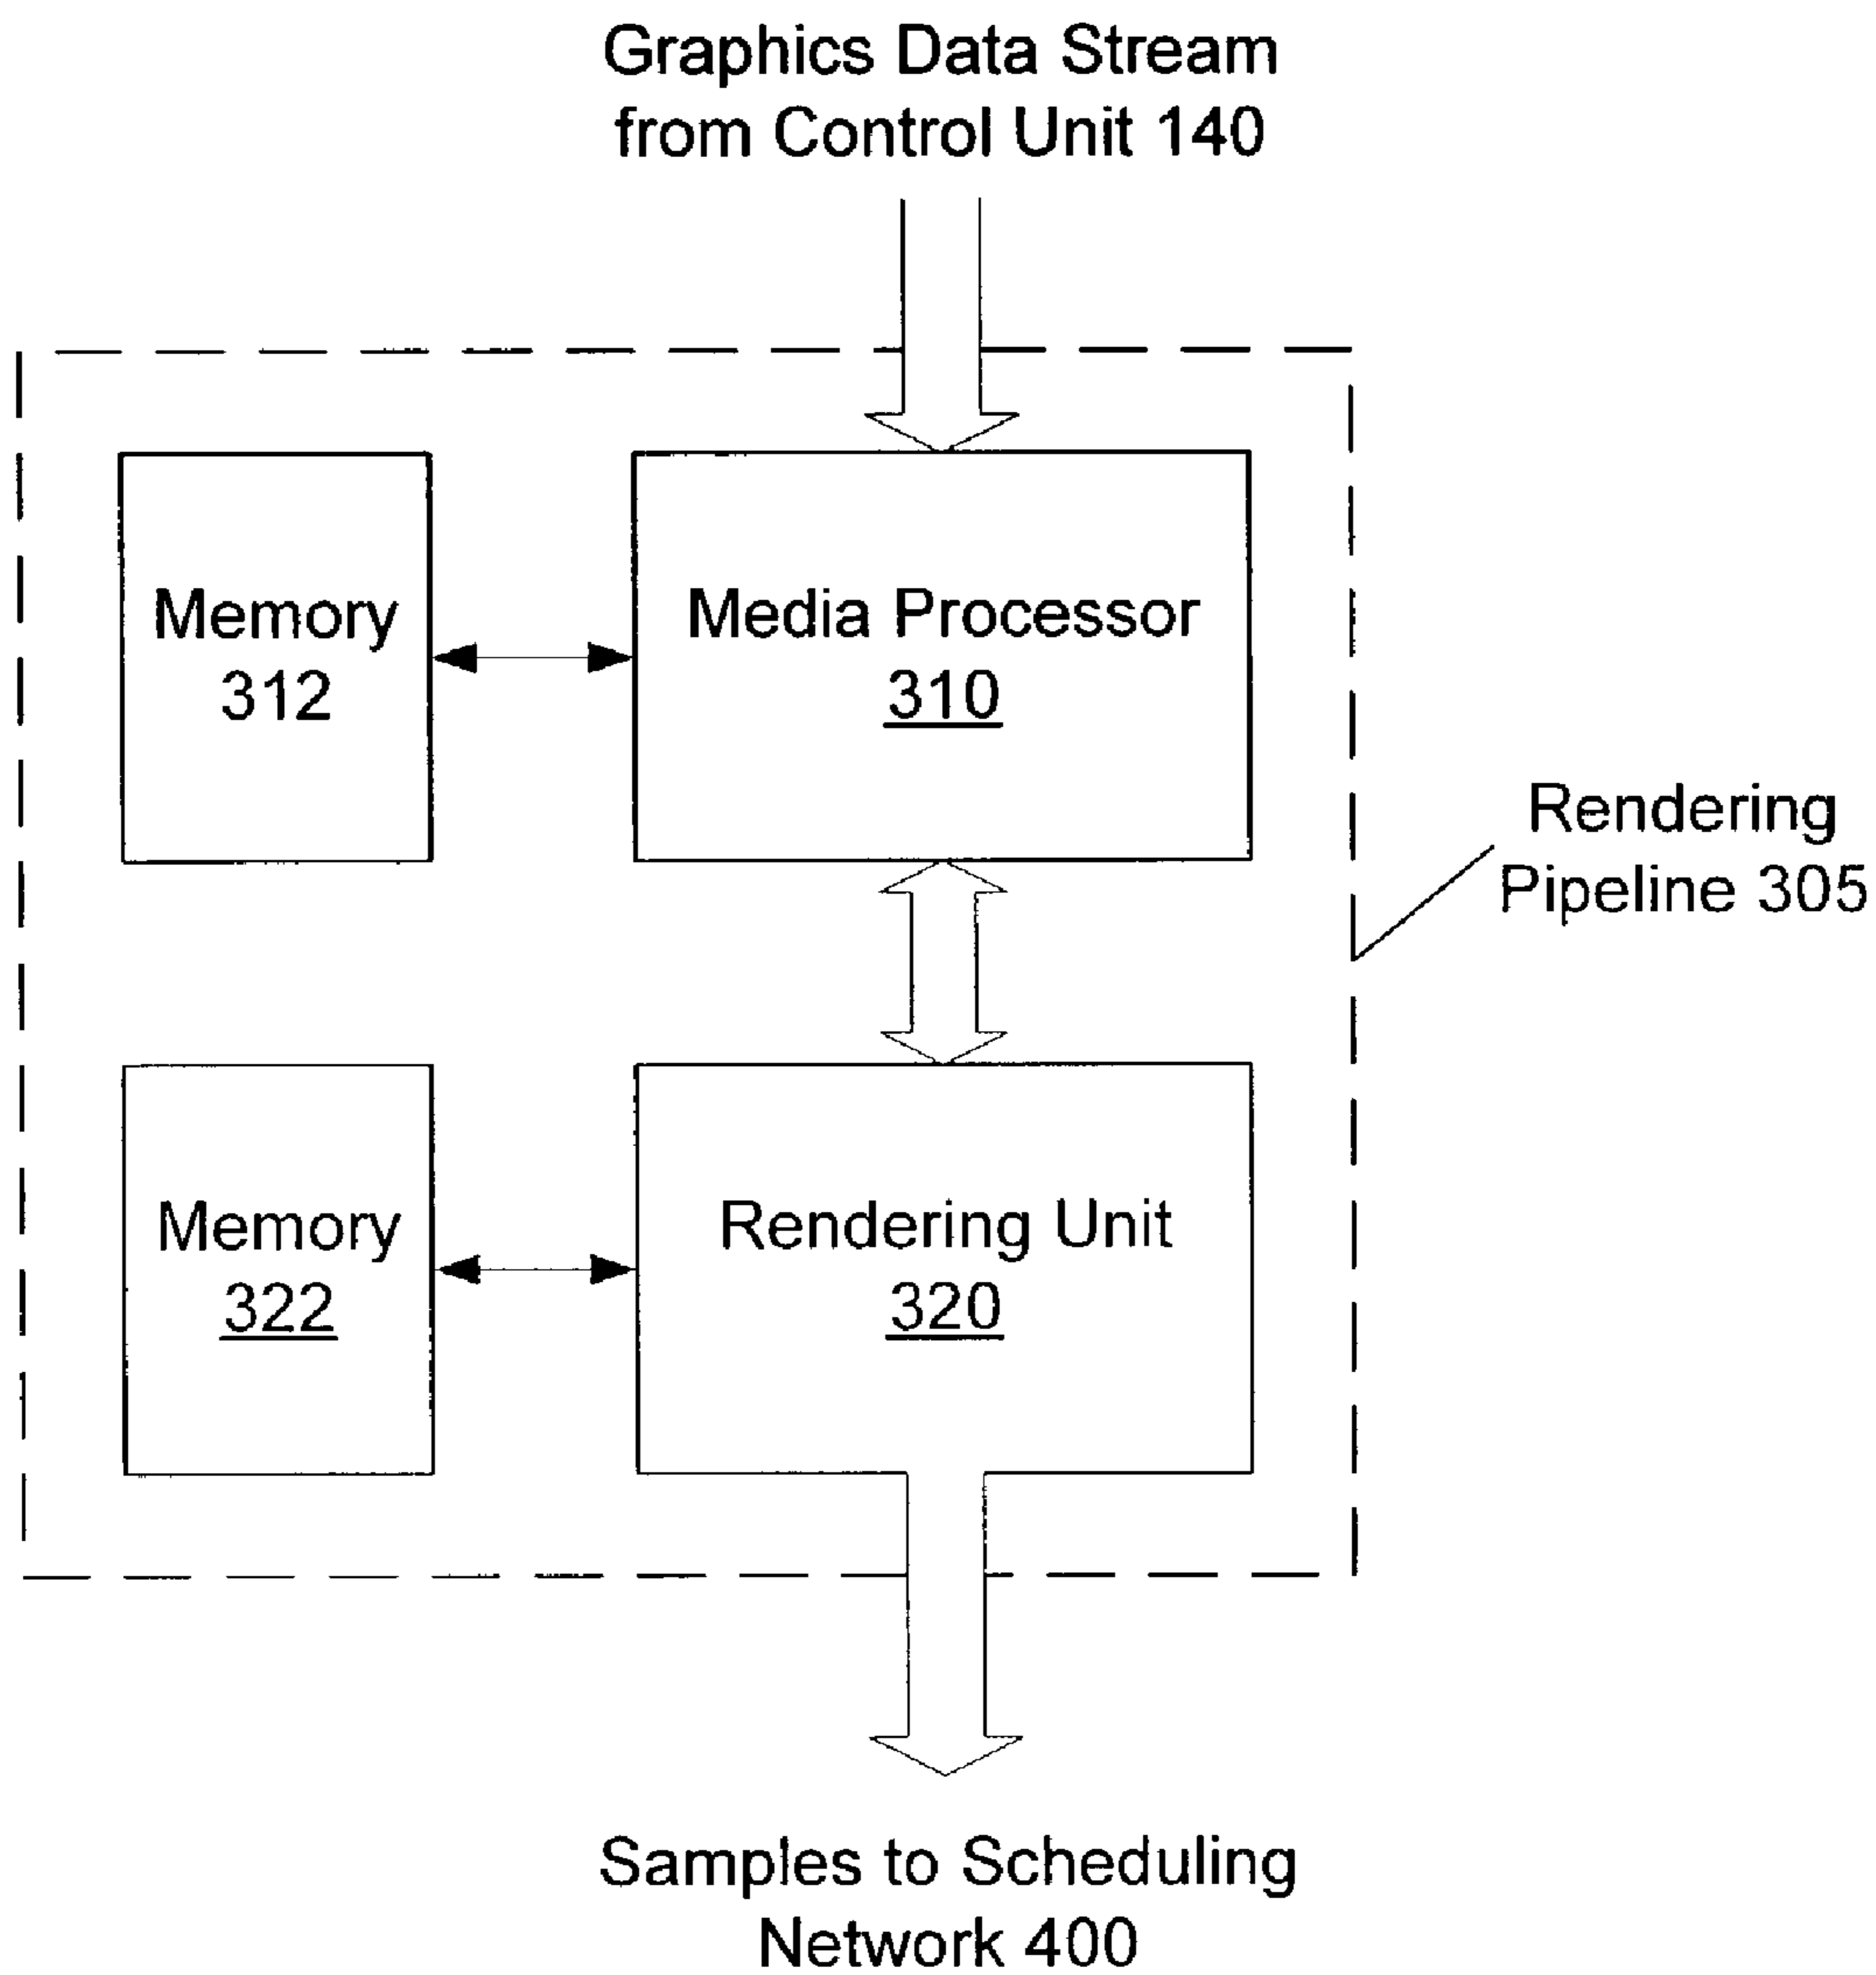 Graphics Data Stream
from Control Unit 140
Memory
312
Media Processor
310
Rendering
Pipeline 305
Memory
322
Rendering Unit
320
Samples to Scheduling
Network 400